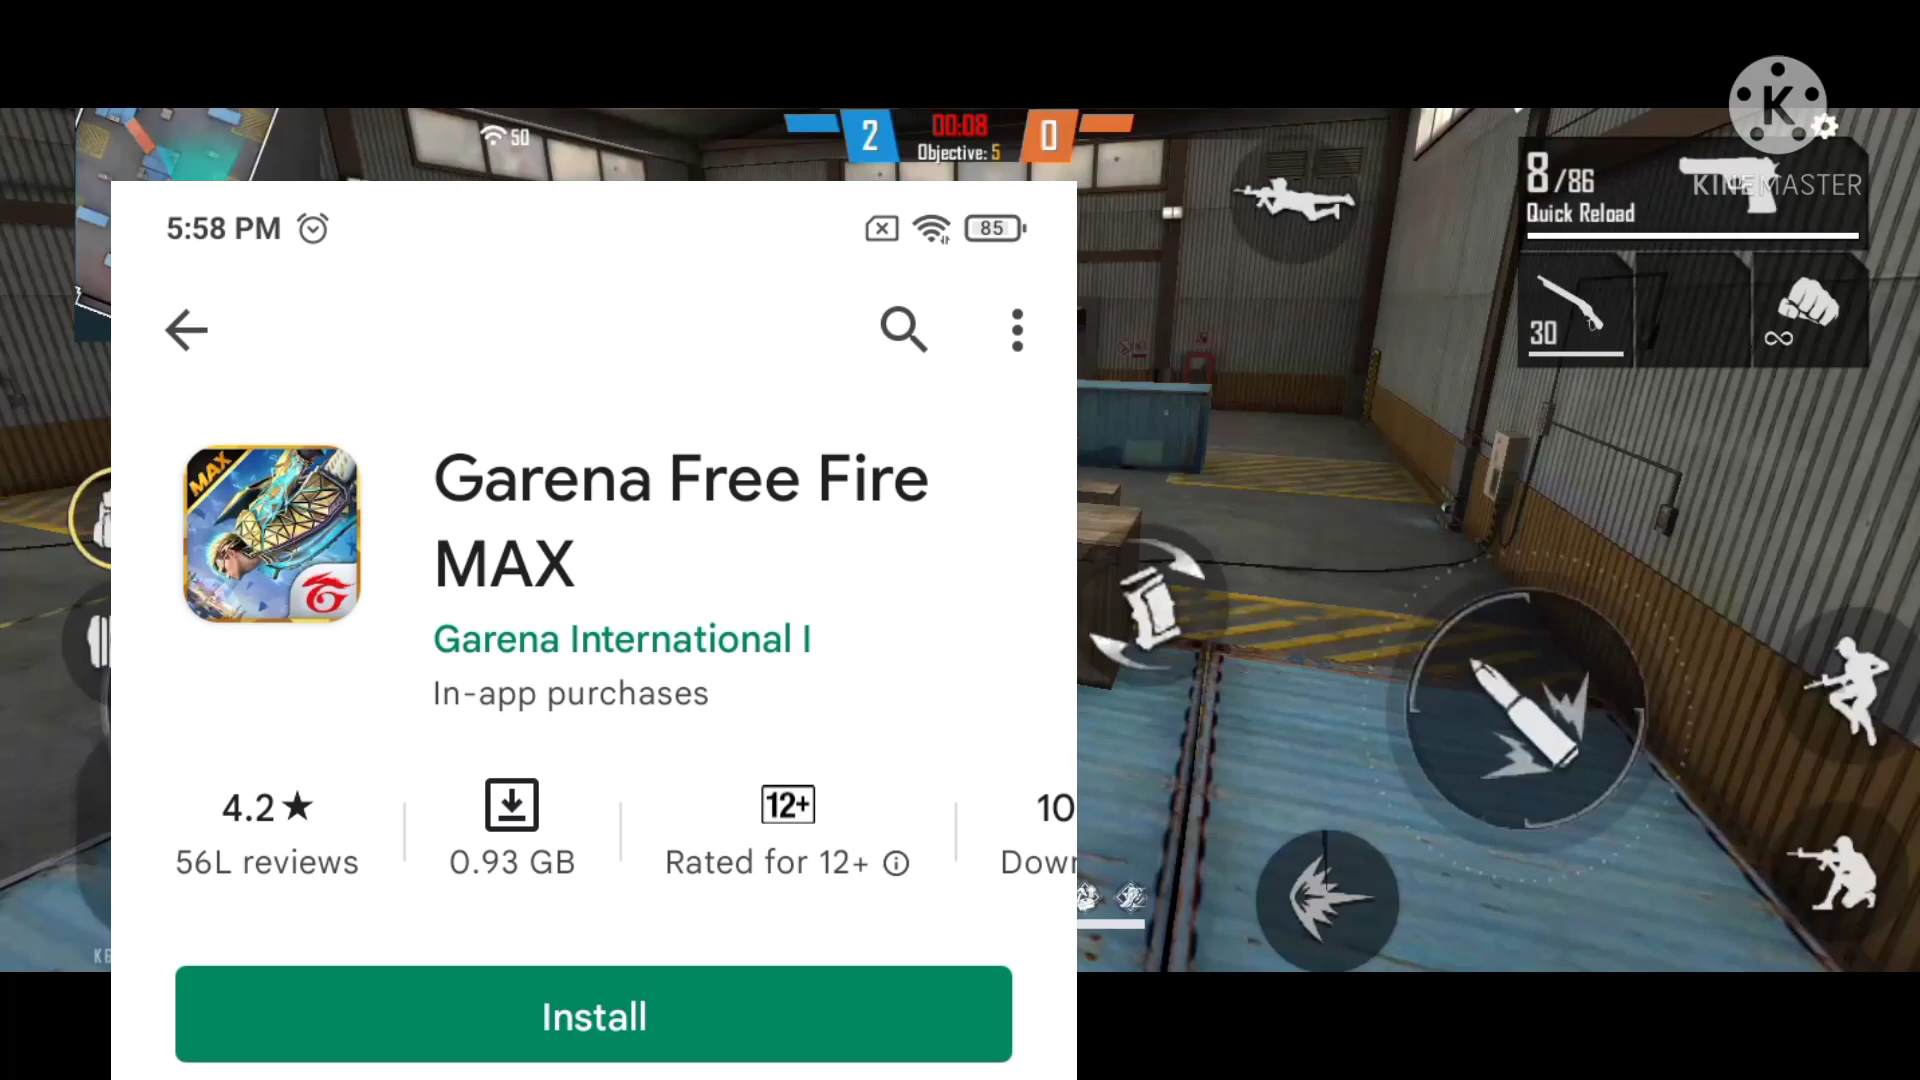 50
2
00:08
0
Objective: 5
K
KINEMASTER
8/86
Quick Reload
30
∞
5:58 PM
85
MAX
Garena Free Fire
MAX
Garena International I
In-app purchases
4.2★
12+
10
56L reviews
0.93 GB
Rated for 12+
Down
Install